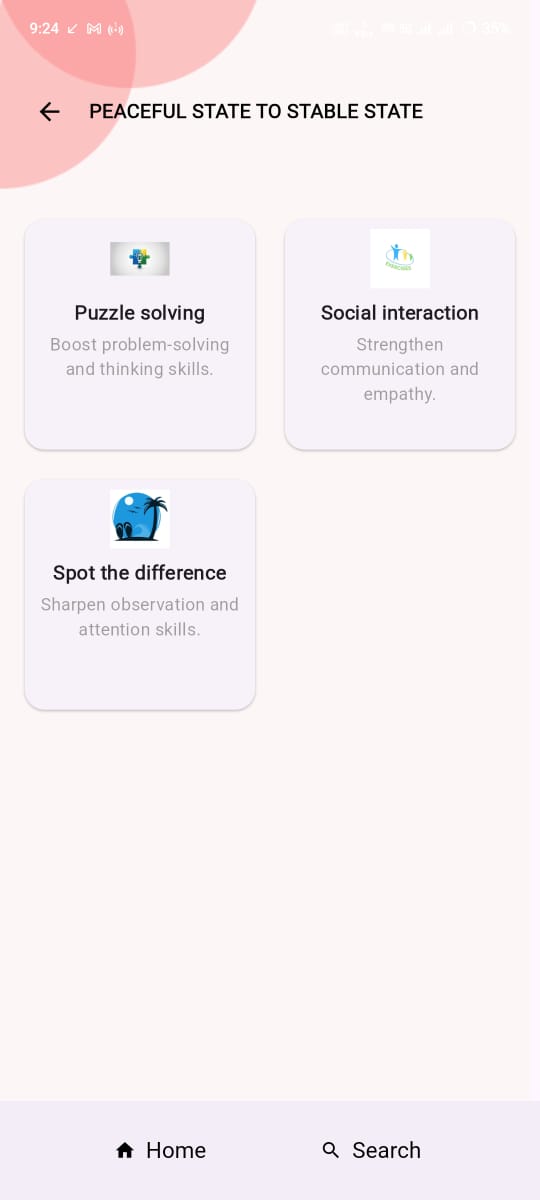 9:24
35%
PEACEFUL STATE TO STABLE STATE
Puzzle solving
Boost problem-solving
and thinking skills.
Social interaction
Strengthen
communication and
empathy.
Spot the difference
Sharpen observation and
attention skills.
Home
Search